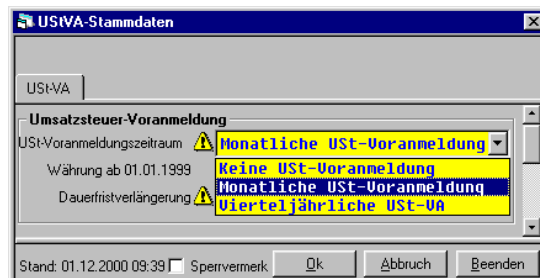 UStVA-Stammdaten
USt-VA
Umsatzsteuer-Voranmeldung
USt-Voranmeldungszeitraum Monatliche USt-Voranmeldung
Währung ab 01.01.1999 Keine USt-Voranmeldung
Monatliche USt-Voranmeldung
Dauerfristverlängerung Vierteljährliche USt-VA
Stand: 01.12.2000 09:39 Sperrvermerk Ok Abbruch Beenden